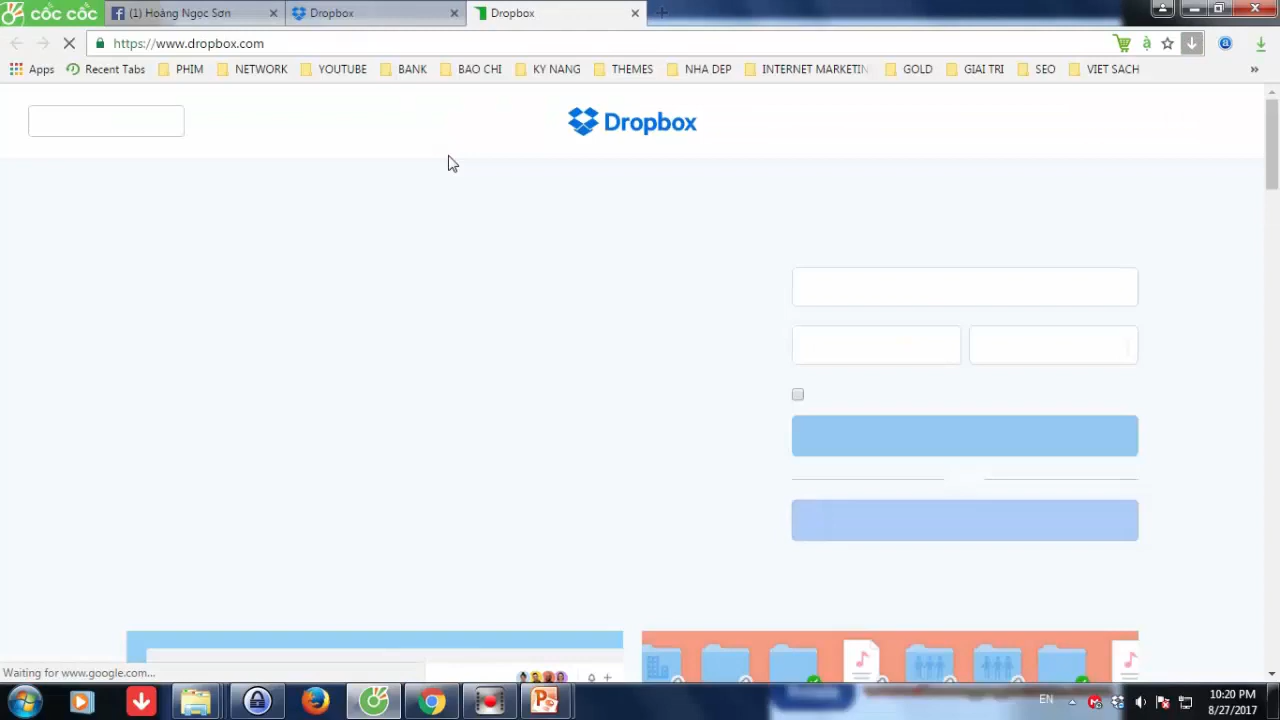 cốc cốc
(1) Hoàng Ngọc Sơn
Dropbox
Dropbox
https://www.dropbox.com
Apps
Recent Tabs
PHIM
NETWORK
YOUTUBE
BANK
BAO CHI
KY NANG
THEMES
NHA DEP
INTERNET MARKETIN
GOLD
GIAI TRI
SEO
VIET SACH
»
Dropbox
Waiting for www.google.com...
EN
10:20 PM
8/27/2017